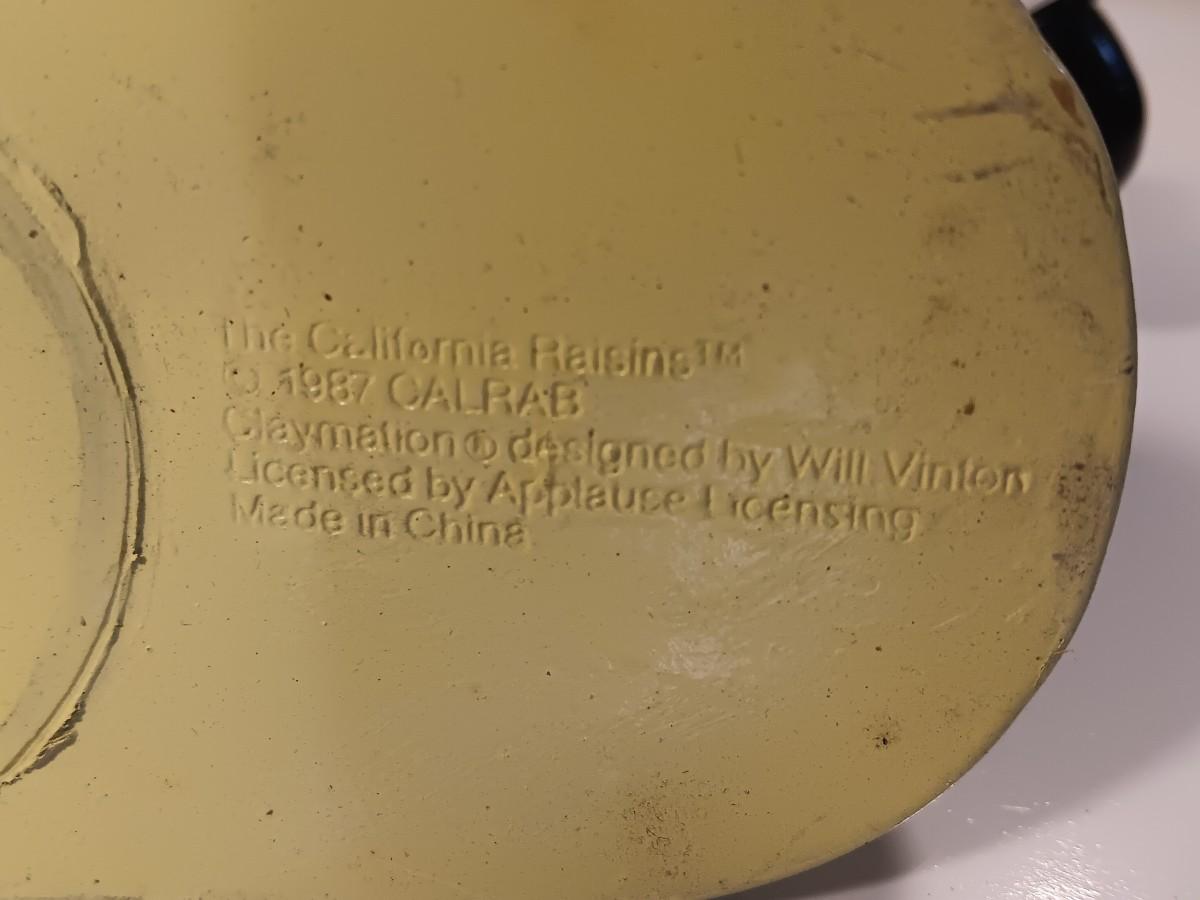 The California Raisins™
© 1987 CALRAB
Claymation ® designed by Will Vinton
Licensed by Applause Licensing
Made in China